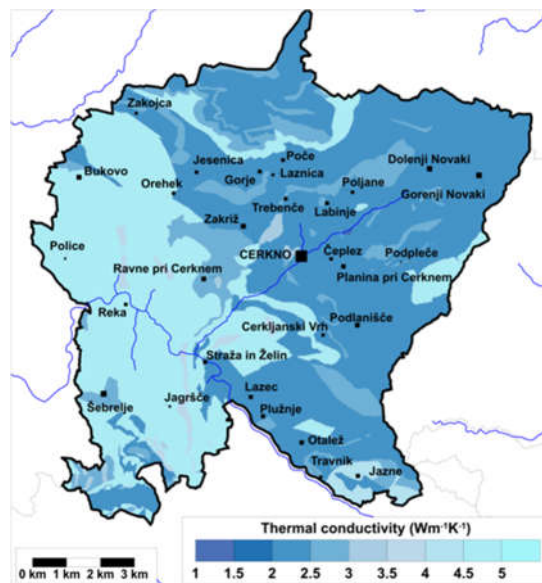 Zakojca
Jesenica
Poče
Dolenji Novaki
Bukovo
Orehek
Gorje
Laznica
Poljane
Gorenji Novaki
Trebenče
Labinje
Zakriž
Police
CERKNO
Čeplez
Podpleče
Ravne pri Cerknem
Planina pri Cerknem
Reka
Cerkljanski Vrh
Podlanišče
Straža in Želin
Šebrelje
Jagršče
Lazec
Plužnje
Otalež
Travnik
Jazne
Thermal conductivity (Wm⁻¹K⁻¹)
0 km 1 km 2 km 3 km
1 1.5 2 2.5 3 3.5 4 4.5 5